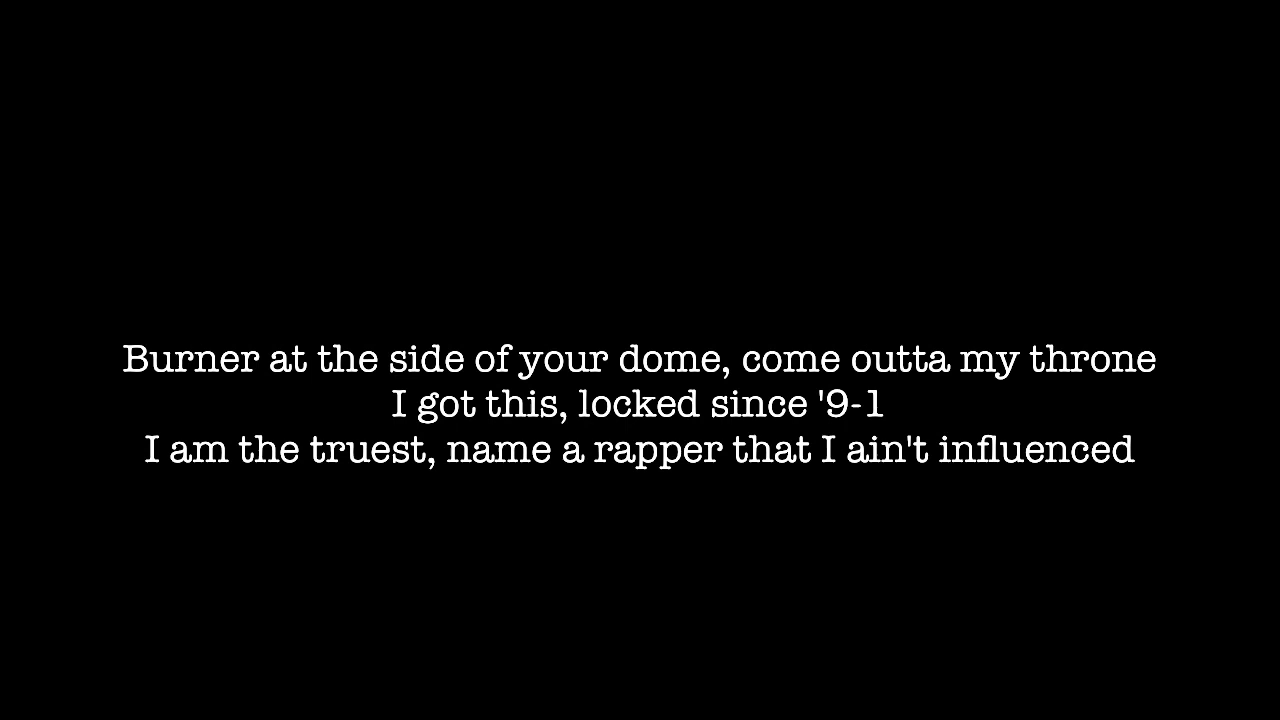 Burner at the side of your dome, come outta my throne
I got this, locked since '9-1
I am the truest, name a rapper that I ain't influenced